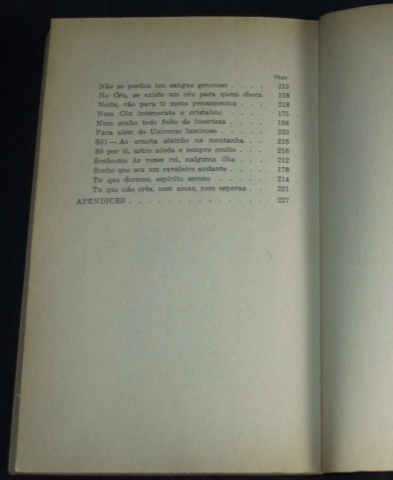 Págs.
Não se perdeu teu sangue generoso . . . . 215
No Céu, se existe um céu para quem chora 158
Noite, vão para ti meus pensamentos . . . 218
Num Céu intemerato e cristalino . . . . 175
Num sonho todo feito de incerteza . . . .
Para além do Universo luminoso . . . .
Só! — Ao ermita sòzinho na montanha . . 216
Só por ti, astro ainda e sempre oculto . . . 216
Sonho-me às vezes rei, nalguma ilha . . . 212
Sonho que sou um cavaleiro andante . . . . 178
Tu que dormes, espírito sereno . . . . . 214
Tu que não crês, nem amas, nem esperas . . 221
APÊNDICES . . . . . . . . . . . . . 227